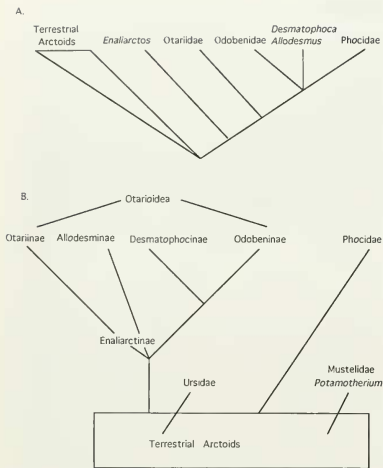 A.
Terrestrial
Arctoids
Enaliarctos
Otariidae
Odobenidae
Desmatophoca
Allodesmus
Phocidae
B.
Otarioidea
Otariinae
Allodesminae
Desmatophocinae
Odobeninae
Phocidae
Enaliarctinae
Ursidae
Mustelidae
Potamotherium
Terrestrial Arctoids